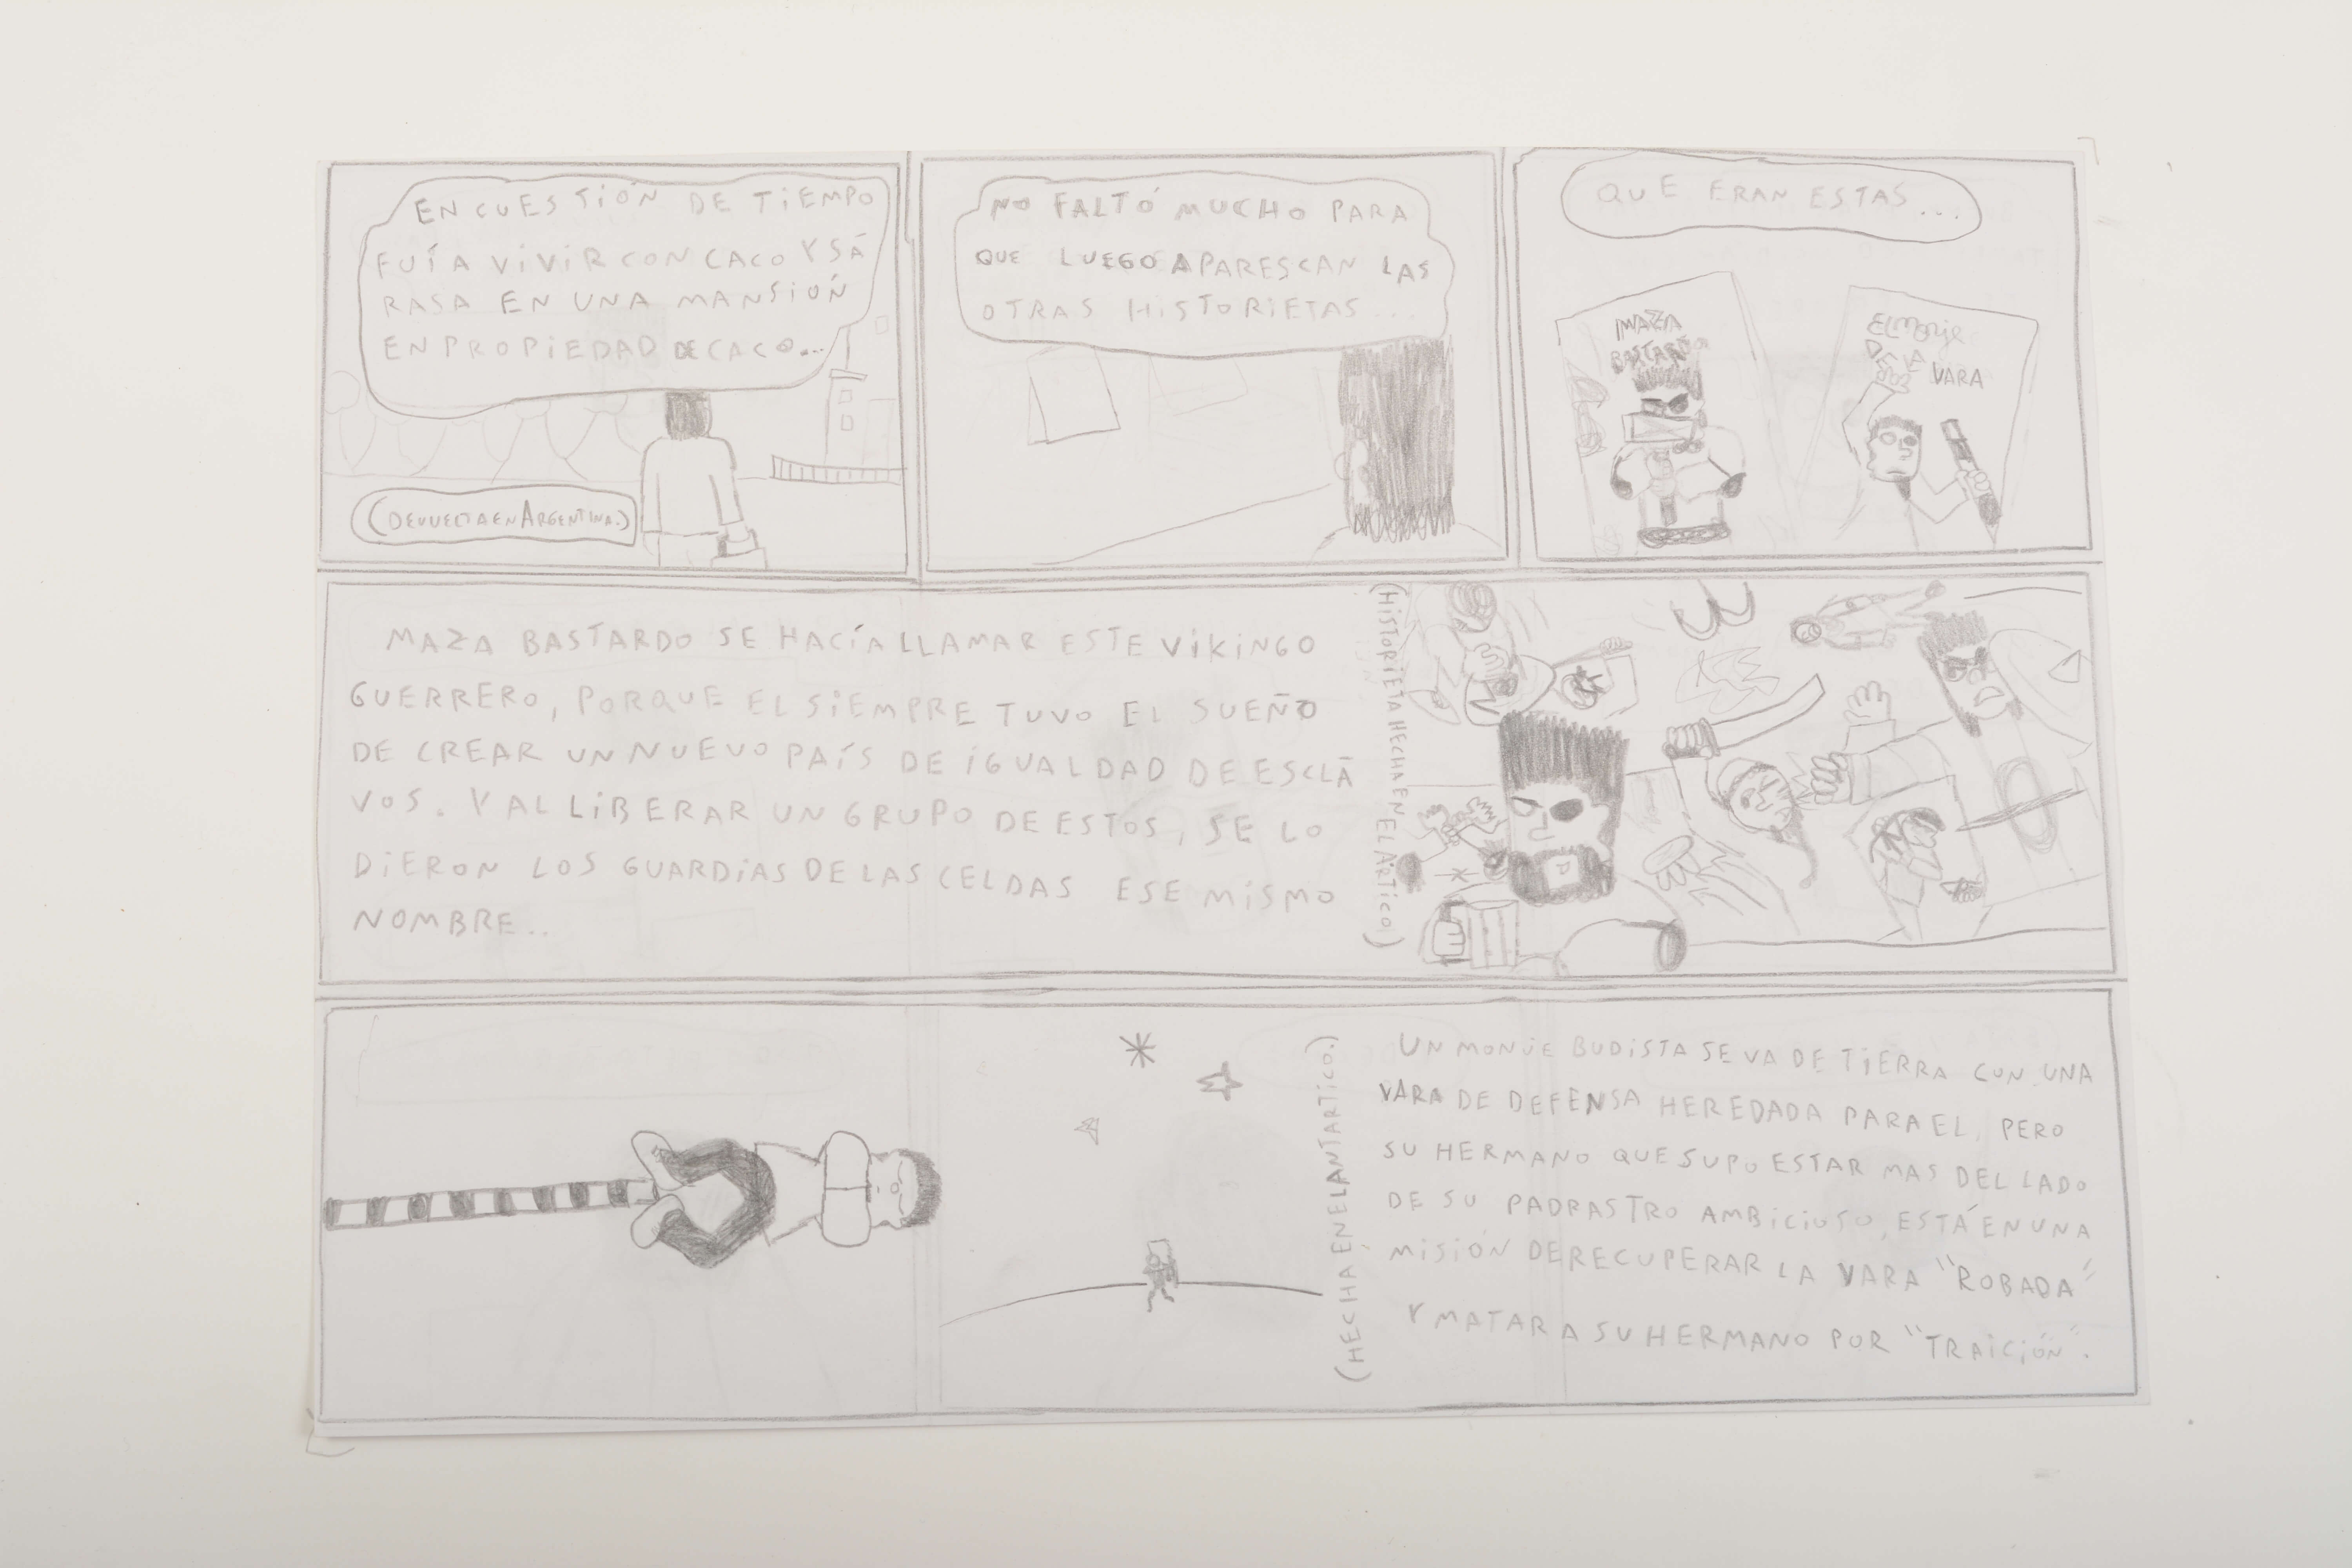 EN CUESTIÓN DE TIEMPO
FUÍ A VIVIR CON CACO Y SA
RASA EN UNA MANSIÓN
EN PROPIEDAD DE CACO...
(DE VUELTA EN ARGENTINA.)
NO FALTÓ MUCHO PARA
QUE LUEGO APARESCAN LAS
OTRAS HISTORIETAS...
QUE ERAN ESTAS...
MAZA
BASTARDO
EL Monje
DE LA
VARA
MAZA BASTARDO SE HACÍA LLAMAR ESTE VIKINGO
GUERRERO, PORQUE EL SIEMPRE TUVO EL SUEÑO
DE CREAR UN NUEVO PAÍS DE IGUALDAD DE ESCLA
VOS. Y AL LIBERAR UN GRUPO DE ESTOS, SE LO
DIERON LOS GUARDIAS DE LAS CELDAS ESE MISMO
NOMBRE..
(HISTORIETA HECHA EN EL ÁRTICO)
(HECHA EN EL ANTARTICO.)
UN MONJE BUDISTA SE VA DE TIERRA CON UNA
VARA DE DEFENSA HEREDADA PARA EL, PERO
SU HERMANO QUE SUPO ESTAR MAS DEL LADO
DE SU PADRASTRO AMBICIOSO, ESTÁ EN UNA
MISIÓN DE RECUPERAR LA VARA "ROBADA"
Y MATAR A SU HERMANO POR "TRAICIÓN".